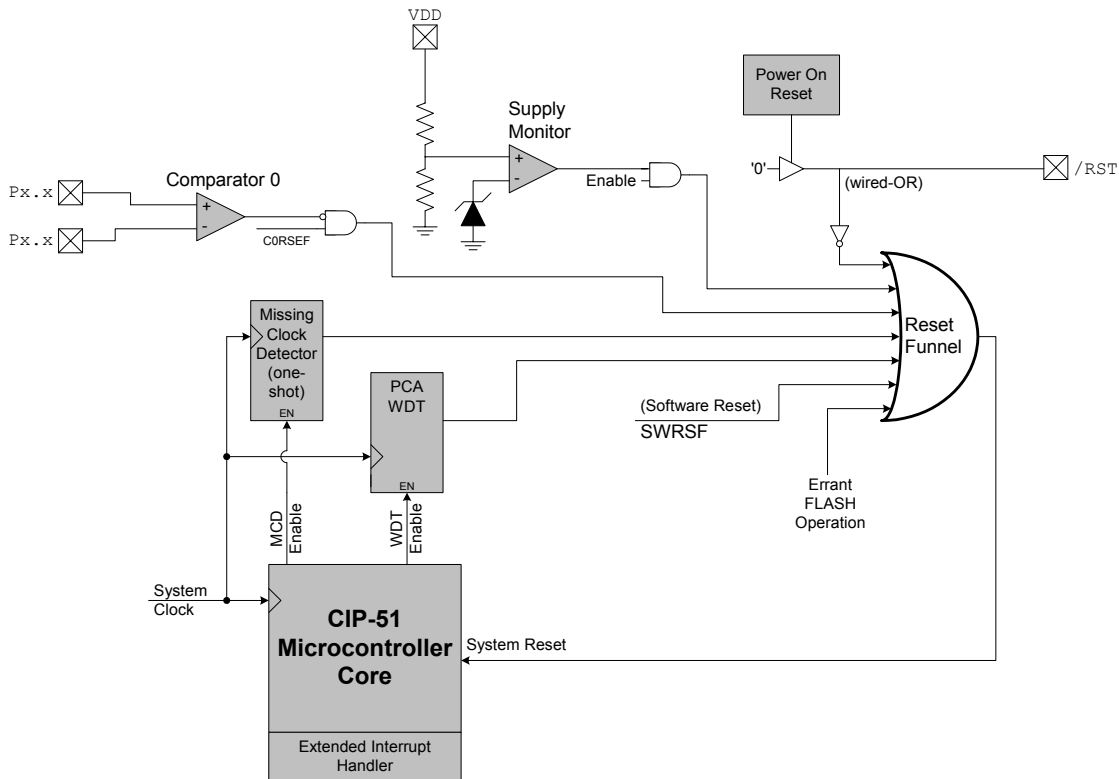 VDD
Power On
Reset
Supply
Monitor
+
-
Enable
'0'
/RST
(wired-OR)
Px.x
Comparator 0
+
-
Px.x
C0RSEF
Reset
Funnel
Missing
Clock
Detector
(one-
shot)
EN
PCA
WDT
EN
(Software Reset)
SWRSF
Errant
FLASH
Operation
MCD
Enable
WDT
Enable
System
Clock
CIP-51
Microcontroller
Core
System Reset
Extended Interrupt
Handler